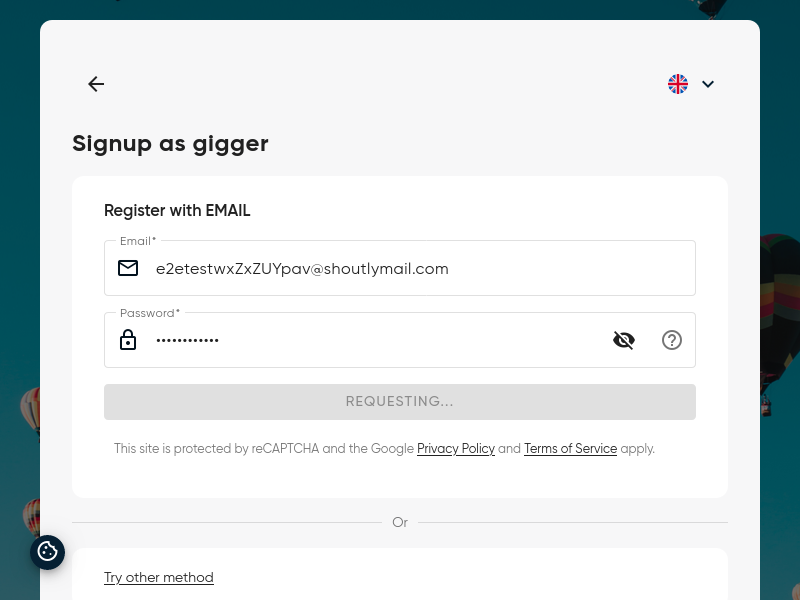 Signup as gigger
Register with EMAIL
Email*
e2etestwxZxZUYpav@shoutlymail.com
Password*
••••••••••••
REQUESTING...
This site is protected by reCAPTCHA and the Google Privacy Policy and Terms of Service apply.
Or
Try other method